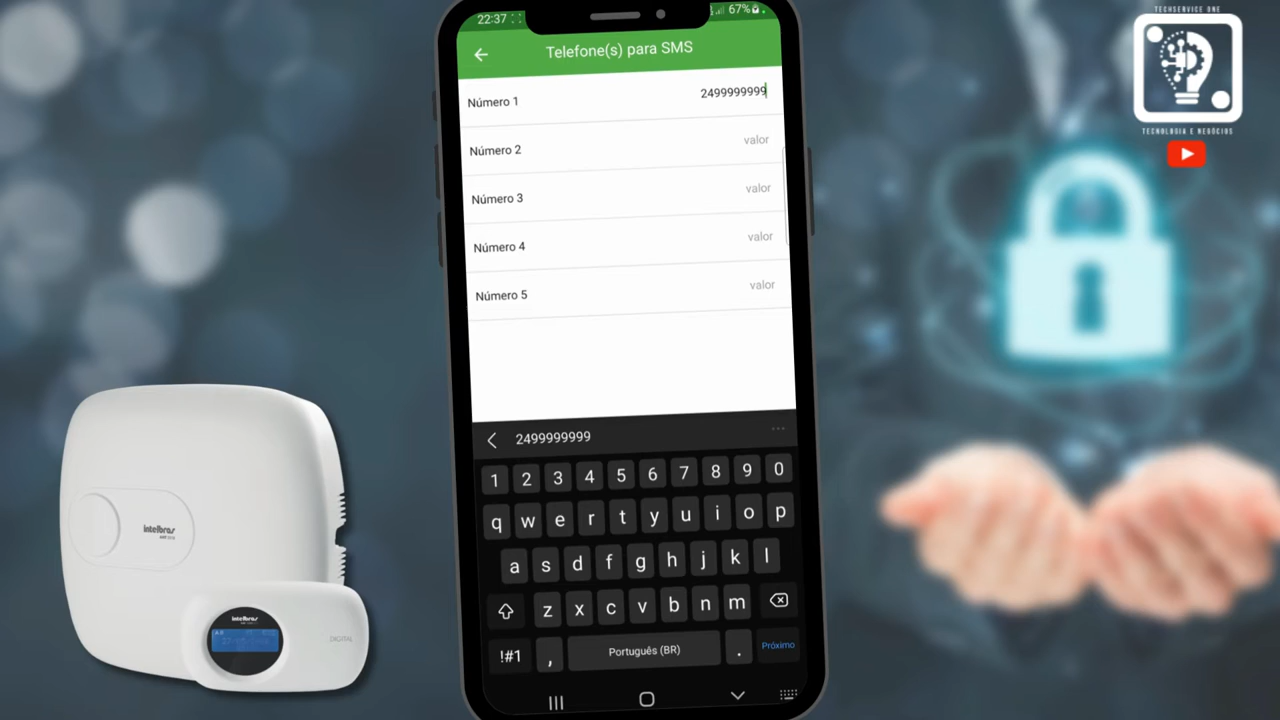 TECHSERVICE ONE
TECNOLOGIA E NEGÓCIOS
22:37
67%
Telefone(s) para SMS
Número 1 2499999999
Número 2 valor
Número 3 valor
Número 4 valor
Número 5 valor
2499999999
1 2 3 4 5 6 7 8 9 0
q w e r t y u i o p
a s d f g h j k l
z x c v b n m
!#1 , Português (BR) . Próximo
intelbras
intelbras
DIGITAL